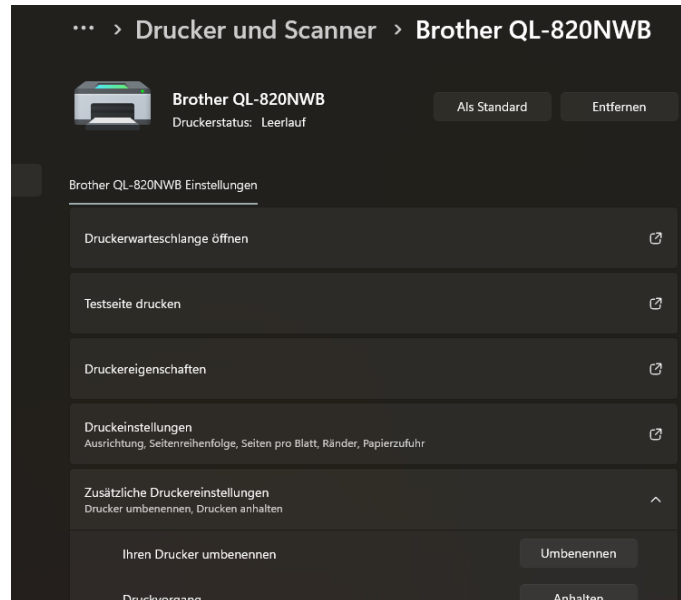 ··· > Drucker und Scanner > Brother QL-820NWB
Brother QL-820NWB
Druckerstatus: Leerlauf
Als Standard
Entfernen
Brother QL-820NWB Einstellungen
Druckerwarteschlange öffnen
Testseite drucken
Druckereigenschaften
Druckeinstellungen
Ausrichtung, Seitenreihenfolge, Seiten pro Blatt, Ränder, Papierzufuhr
Zusätzliche Druckereinstellungen
Drucker umbenennen, Drucken anhalten
Ihren Drucker umbenennen
Umbenennen
Druckvorgang
Anhalten